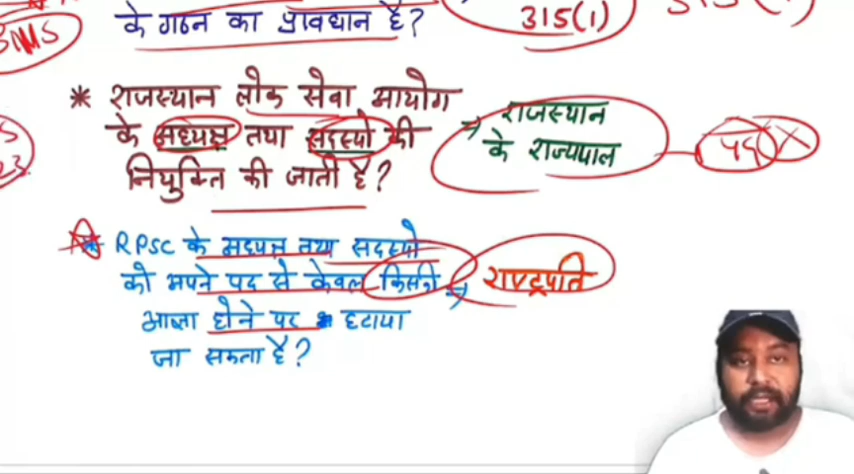 के गठन का प्रावधान है?
315(1)
* राजस्थान लोक सेवा आयोग
के अध्यक्ष तथा सदस्यो की
नियुक्ति की जाती है?
⇒ राजस्थान
के राज्यपाल
RPSC के अध्यक्ष तथा सदस्यो
को अपने पद से केवल किसकी
आज्ञा होने पर हटाया
जा सकता है?
⇒ राष्ट्रपति